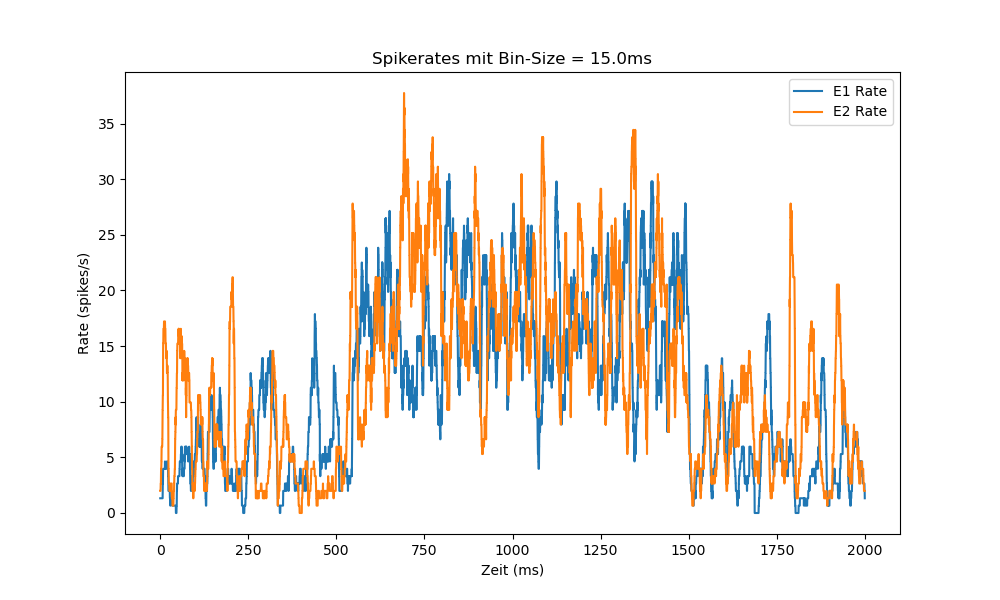 Spikerates mit Bin-Size = 15.0ms
E1 Rate
E2 Rate
Rate (spikes/s)
35
30
25
20
15
10
5
0
0 250 500 750 1000 1250 1500 1750 2000
Zeit (ms)